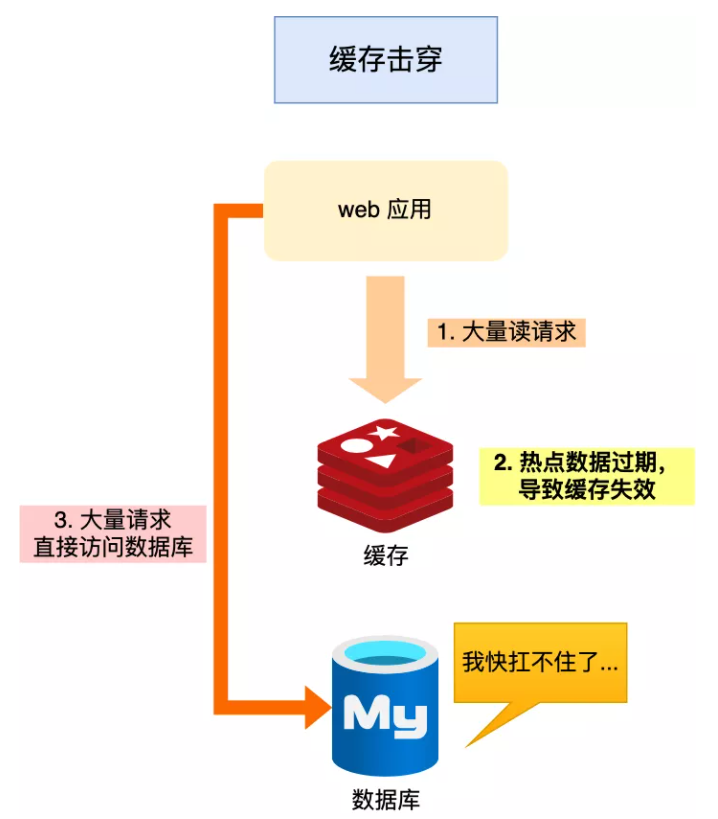 缓存击穿
web 应用
1. 大量读请求
2. 热点数据过期，
导致缓存失效
3. 大量请求
直接访问数据库
缓存
我快扛不住了...
My
数据库